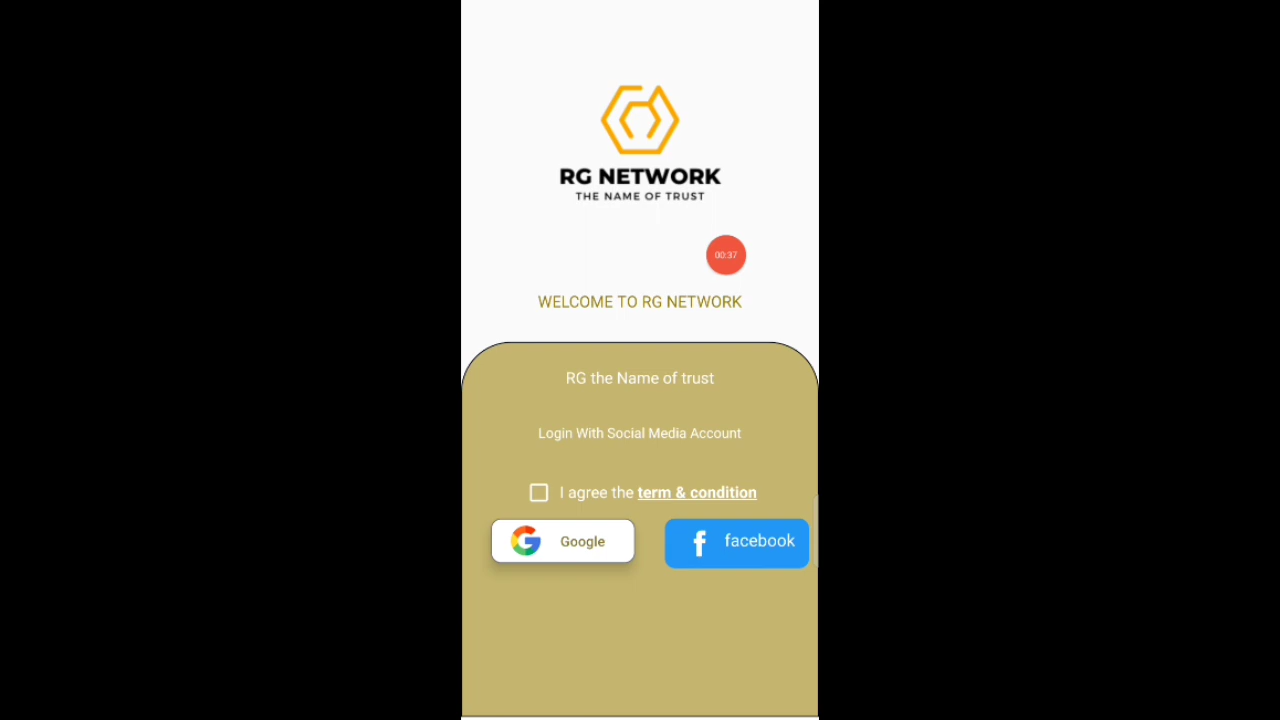 RG NETWORK
THE NAME OF TRUST
00:37
WELCOME TO RG NETWORK
RG the Name of trust
Login With Social Media Account
I agree the term & condition
Google
facebook